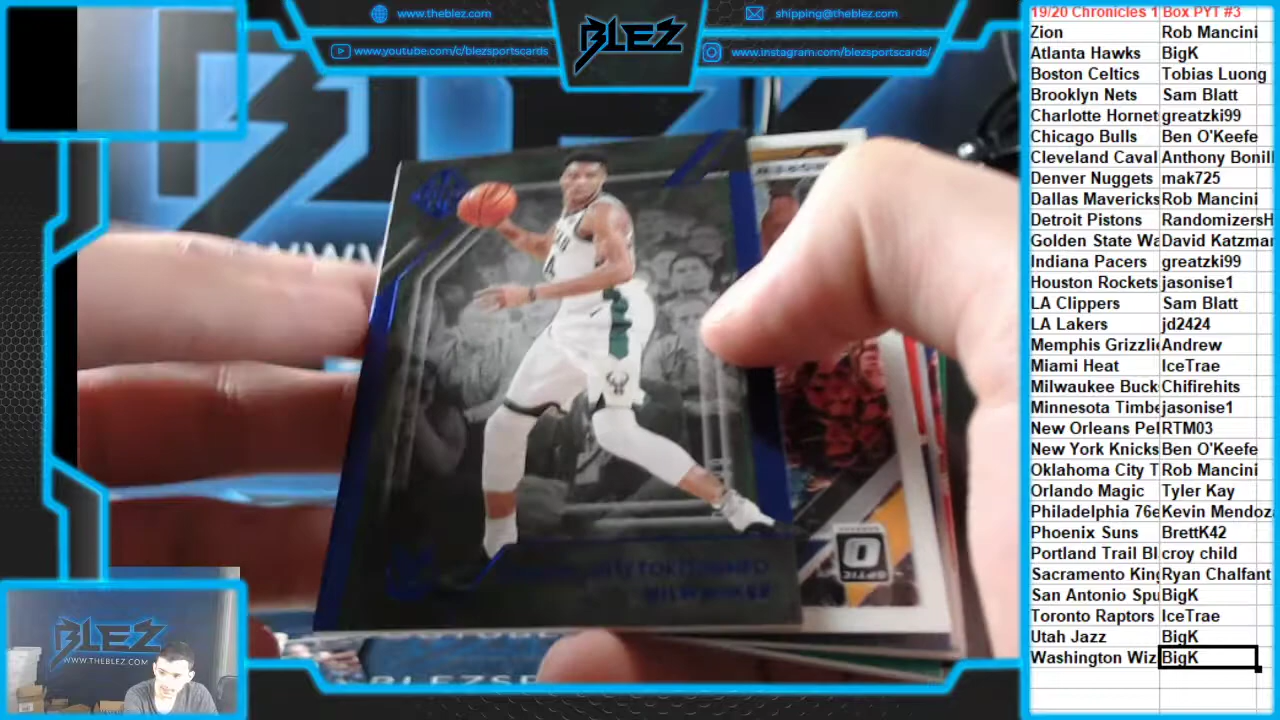 www.theblez.com
shipping@theblez.com
www.youtube.com/c/blezsportscards
BLEZ
www.instagram.com/blezsportscards/
19/20 Chronicles 1 Box PYT #3
Zion Rob Mancini
Atlanta Hawks BigK
Boston Celtics Tobias Luong
Brooklyn Nets Sam Blatt
Charlotte Hornet greatzki99
Chicago Bulls Ben O'Keefe
Cleveland Caval Anthony Bonill
Denver Nuggets mak725
Dallas Mavericks Rob Mancini
Detroit Pistons RandomizersH
Golden State Wa David Katzmar
Indiana Pacers greatzki99
Houston Rockets jasonise1
LA Clippers Sam Blatt
LA Lakers jd2424
Memphis Grizzlie Andrew
Miami Heat IceTrae
Milwaukee Buck Chifirehits
Minnesota Timbe jasonise1
New Orleans Pel RTM03
New York Knicks Ben O'Keefe
Oklahoma City T Rob Mancini
Orlando Magic Tyler Kay
Philadelphia 76e Kevin Mendoza
Phoenix Suns BrettK42
Portland Trail Bl croy child
Sacramento King Ryan Chalfant
San Antonio Spu BigK
Toronto Raptors IceTrae
Utah Jazz BigK
Washington Wiz BigK
OPTIC
BLEZ
WWW.THEBLEZ.COM